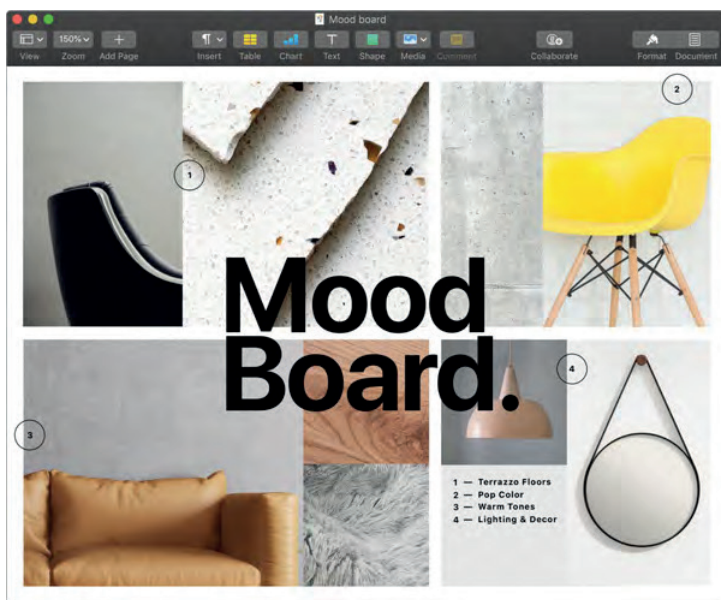 Mood board
150%
View
Zoom
Add Page
Insert
Table
Chart
Text
Shape
Media
Comment
Collaborate
Format
Document
1
2
Mood
Board.
3
4
1 — Terrazzo Floors
2 — Pop Color
3 — Warm Tones
4 — Lighting & Decor